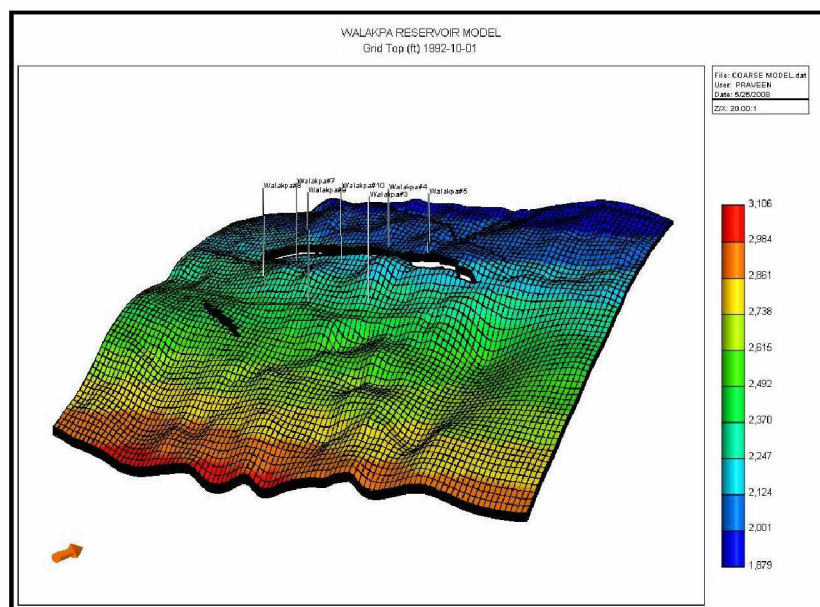 WALAKPA RESERVOIR MODEL
Grid Top (ft) 1992-10-01
File: COARSE MODEL.dat
User: PRAVEEN
Date: 5/25/2008
Z/X: 20.00:1
Walakpa#8
Walakpa#7
Walakpa#9
Walakpa#10
Walakpa#3
Walakpa#4
Walakpa#5
3,106
2,984
2,861
2,738
2,615
2,492
2,370
2,247
2,124
2,001
1,879